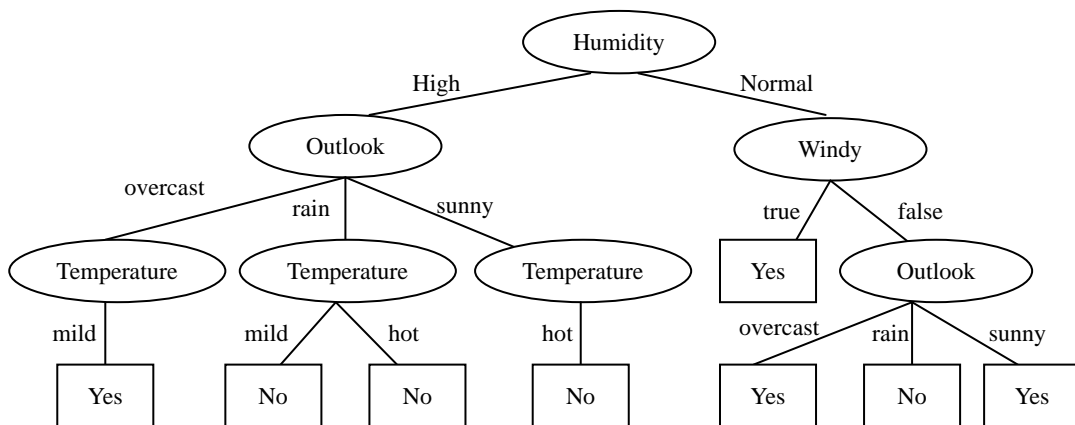 Humidity
High
Normal
Outlook
Windy
overcast
rain
sunny
true
false
Temperature
Temperature
Temperature
Yes
Outlook
mild
mild
hot
hot
overcast
rain
sunny
Yes
No
No
No
Yes
No
Yes